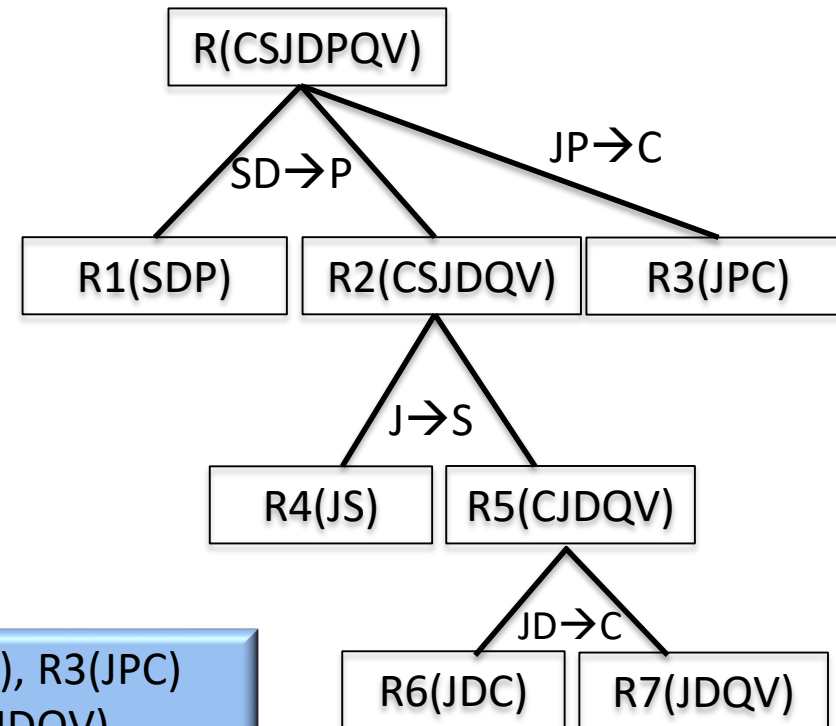 R(CSJDPQV)
JP→C
SD→P
R1(SDP)
R2(CSJDQV)
R3(JPC)
J→S
R4(JS)
R5(CJDQV)
JD→C
), R3(JPC)
R6(JDC)
R7(JDQV)
JDQV)